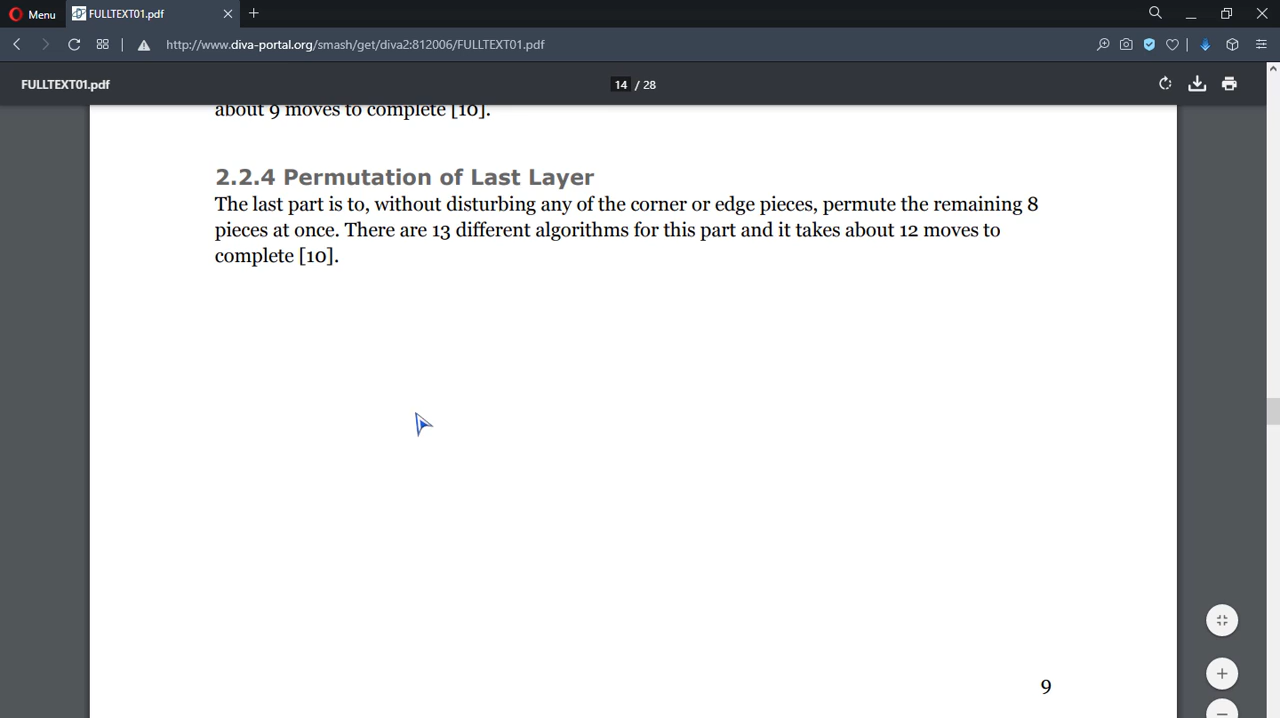 Menu
FULLTEXT01.pdf
http://www.diva-portal.org/smash/get/diva2:812006/FULLTEXT01.pdf
FULLTEXT01.pdf
14 / 28
about 9 moves to complete [10].
2.2.4 Permutation of Last Layer
The last part is to, without disturbing any of the corner or edge pieces, permute the remaining 8
pieces at once. There are 13 different algorithms for this part and it takes about 12 moves to
complete [10].
9